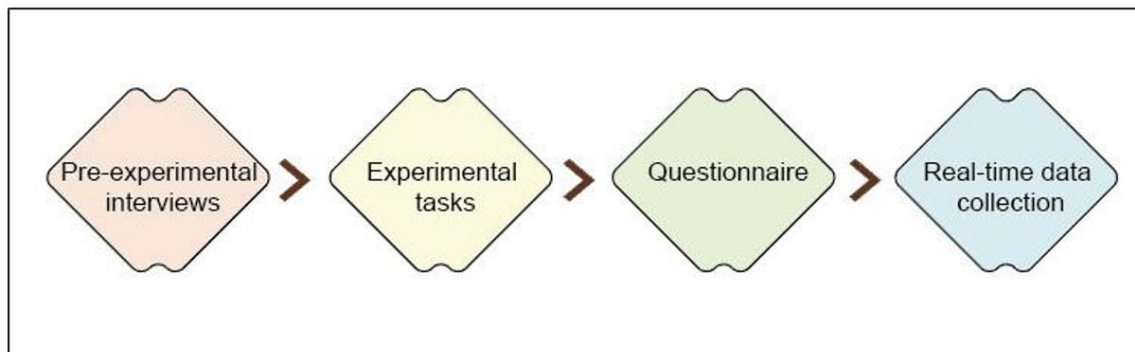 Pre-experimental
interviews
Experimental
tasks
Questionnaire
Real-time data
collection